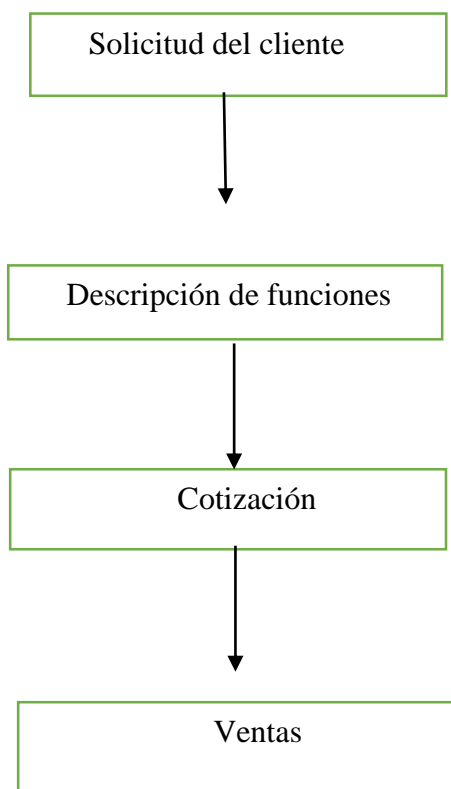 Solicitud del cliente
Descripción de funciones
Cotización
Ventas